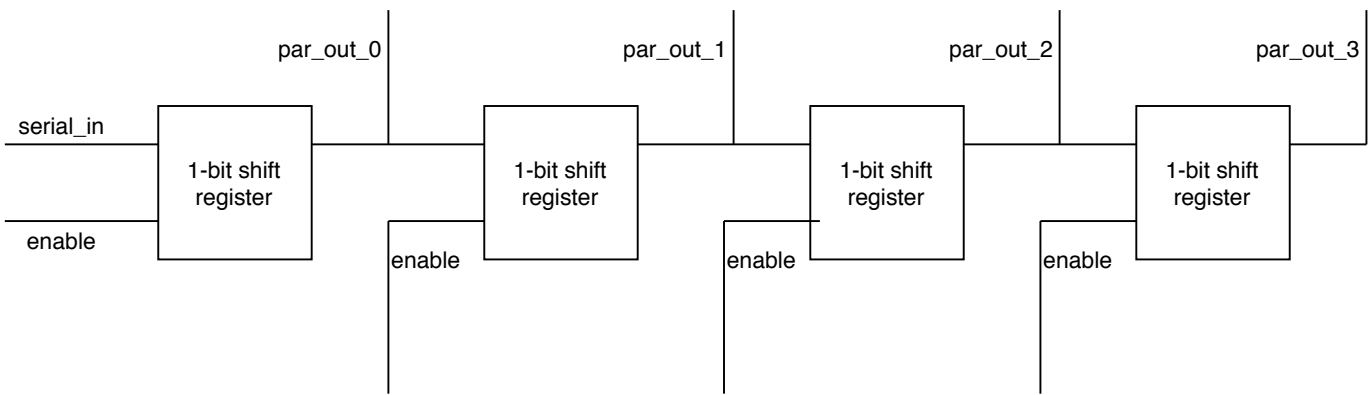 par_out_0
par_out_1
par_out_2
par_out_3
serial_in
1-bit shift
register
1-bit shift
register
1-bit shift
register
1-bit shift
register
enable
enable
enable
enable